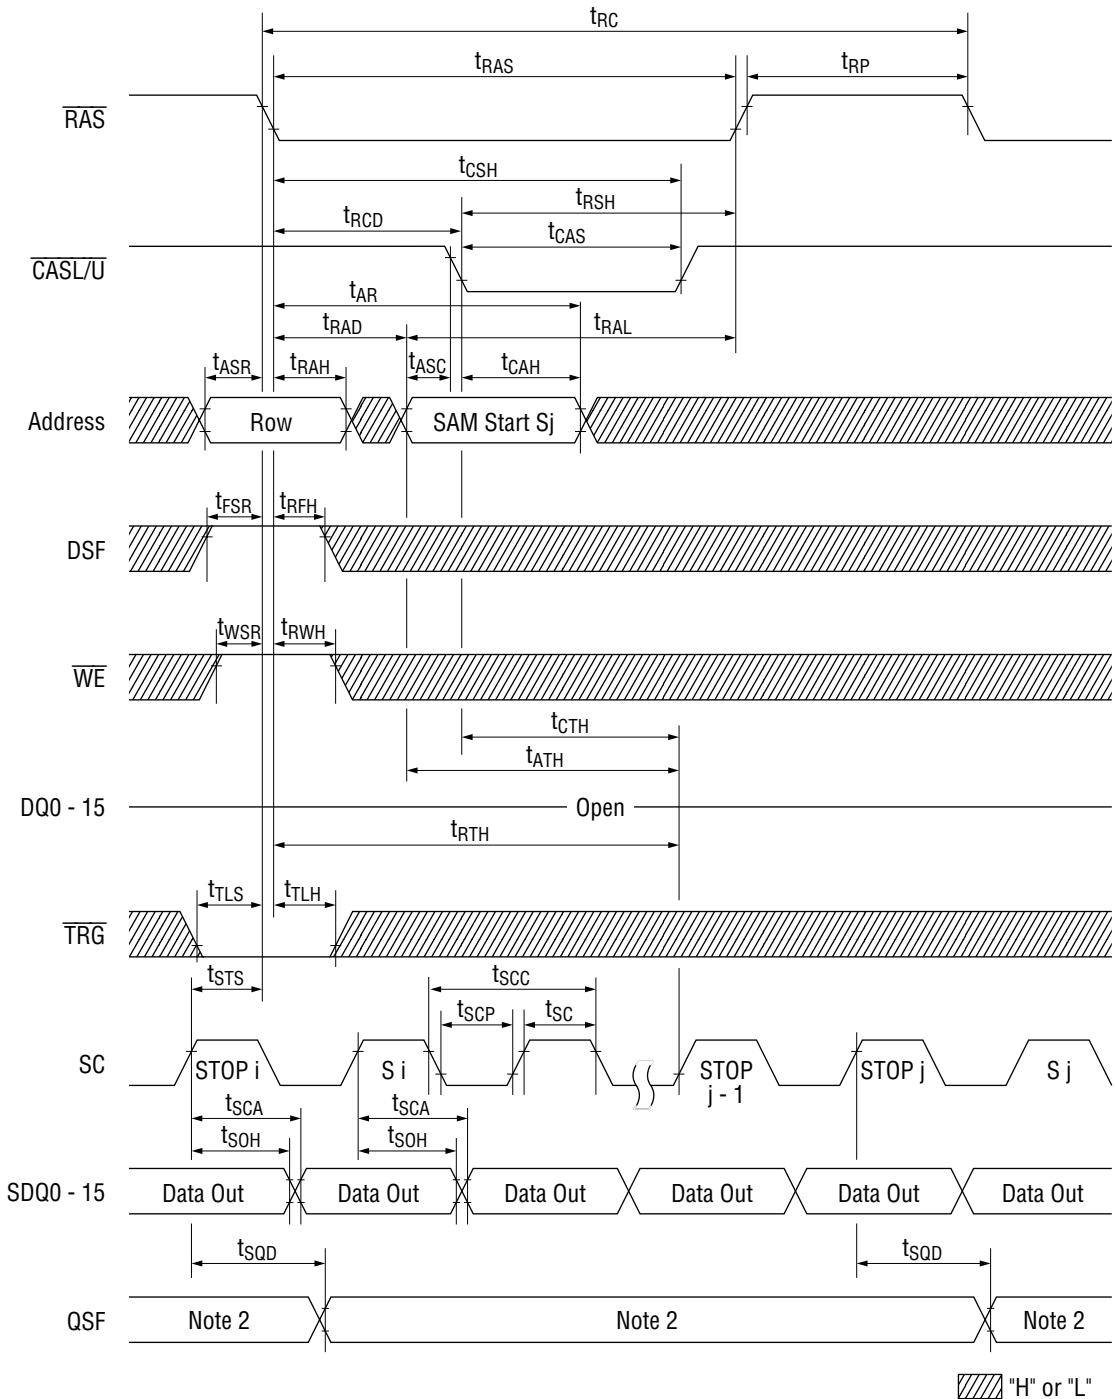 tRC
tRAS
tRP
RAS
tCSH
tRSH
tRCD
tCAS
CASL/U
tAR
tRAD
tRAL
tASR
tRAH
tASC
tCAH
Address
Row
SAM Start Sj
tFSR
tRFH
DSF
tWSR
tRWH
WE
tCTH
tATH
DQ0 - 15
Open
tRTH
tTLS
tTLH
TRG
tSTS
tSCC
tSCP
tSC
SC
STOP i
S i
STOP
j - 1
STOP j
S j
tSCA
tSCA
tSOH
tSOH
SDQ0 - 15
Data Out
Data Out
Data Out
Data Out
Data Out
Data Out
tSQD
tSQD
QSF
Note 2
Note 2
Note 2
"H" or "L"